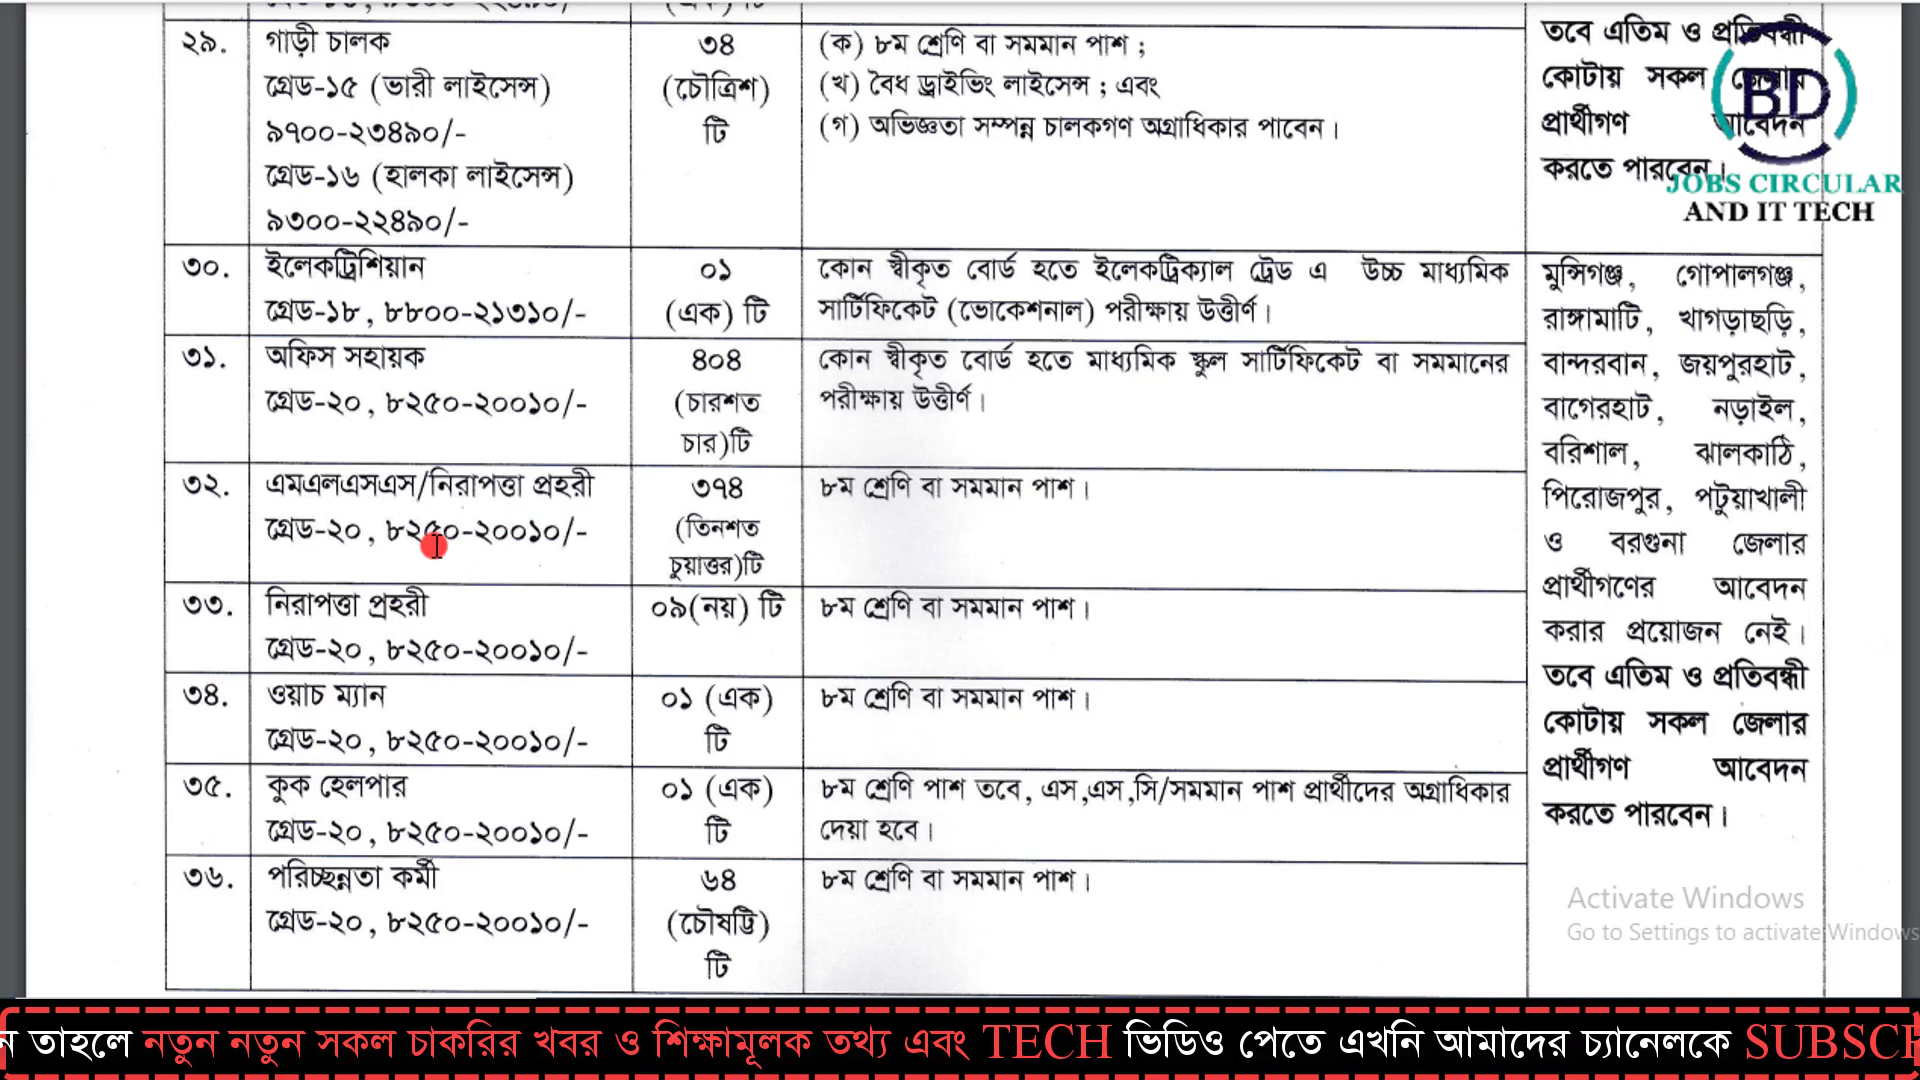 ২৯. গাড়ী চালক ৩৪ (ক) ৮ম শ্রেণি বা সমমান পাশ ;
গ্রেড-১৫ (ভারী লাইসেন্স) (চৌত্রিশ) (খ) বৈধ ড্রাইভিং লাইসেন্স ; এবং
৯৭০০-২৩৪৯০/- টি (গ) অভিজ্ঞতা সম্পন্ন চালকগণ অগ্রাধিকার পাবেন।
গ্রেড-১৬ (হালকা লাইসেন্স)
৯৩০০-২২৪৯০/-
তবে এতিম ও প্রতিবন্ধী
কোটায় সকল জেলার
প্রার্থীগণ আবেদন
করতে পারবেন।
BD
JOBS CIRCULAR
AND IT TECH
৩০. ইলেকট্রিশিয়ান ০১ কোন স্বীকৃত বোর্ড হতে ইলেকট্রিক্যাল ট্রেড এ উচ্চ মাধ্যমিক
গ্রেড-১৮, ৮৮০০-২১৩১০/- (এক) টি সার্টিফিকেট (ভোকেশনাল) পরীক্ষায় উত্তীর্ণ।
৩১. অফিস সহায়ক ৪০৪ কোন স্বীকৃত বোর্ড হতে মাধ্যমিক স্কুল সার্টিফিকেট বা সমমানের
গ্রেড-২০, ৮২৫০-২০০১০/- (চারশত পরীক্ষায় উত্তীর্ণ।
চার)টি
৩২. এমএলএসএস/নিরাপত্তা প্রহরী ৩৭৪ ৮ম শ্রেণি বা সমমান পাশ।
গ্রেড-২০, ৮২৫০-২০০১০/- (তিনশত
চুয়াত্তর)টি
৩৩. নিরাপত্তা প্রহরী ০৯(নয়) টি ৮ম শ্রেণি বা সমমান পাশ।
গ্রেড-২০, ৮২৫০-২০০১০/-
৩৪. ওয়াচ ম্যান ০১ (এক) ৮ম শ্রেণি বা সমমান পাশ।
গ্রেড-২০, ৮২৫০-২০০১০/- টি
৩৫. কুক হেলপার ০১ (এক) ৮ম শ্রেণি পাশ তবে, এস,এস,সি/সমমান পাশ প্রার্থীদের অগ্রাধিকার
গ্রেড-২০, ৮২৫০-২০০১০/- টি দেয়া হবে।
৩৬. পরিচ্ছন্নতা কর্মী ৬৪ ৮ম শ্রেণি বা সমমান পাশ।
গ্রেড-২০, ৮২৫০-২০০১০/- (চৌষট্টি)
টি
মুন্সিগঞ্জ, গোপালগঞ্জ,
রাঙ্গামাটি, খাগড়াছড়ি,
বান্দরবান, জয়পুরহাট,
বাগেরহাট, নড়াইল,
বরিশাল, ঝালকাঠি,
পিরোজপুর, পটুয়াখালী
ও বরগুনা জেলার
প্রার্থীগণের আবেদন
করার প্রয়োজন নেই।
তবে এতিম ও প্রতিবন্ধী
কোটায় সকল জেলার
প্রার্থীগণ আবেদন
করতে পারবেন।
Activate Windows
Go to Settings to activate Windows
ন তাহলে নতুন নতুন সকল চাকরির খবর ও শিক্ষামূলক তথ্য এবং TECH ভিডিও পেতে এখনি আমাদের চ্যানেলকে SUBSC